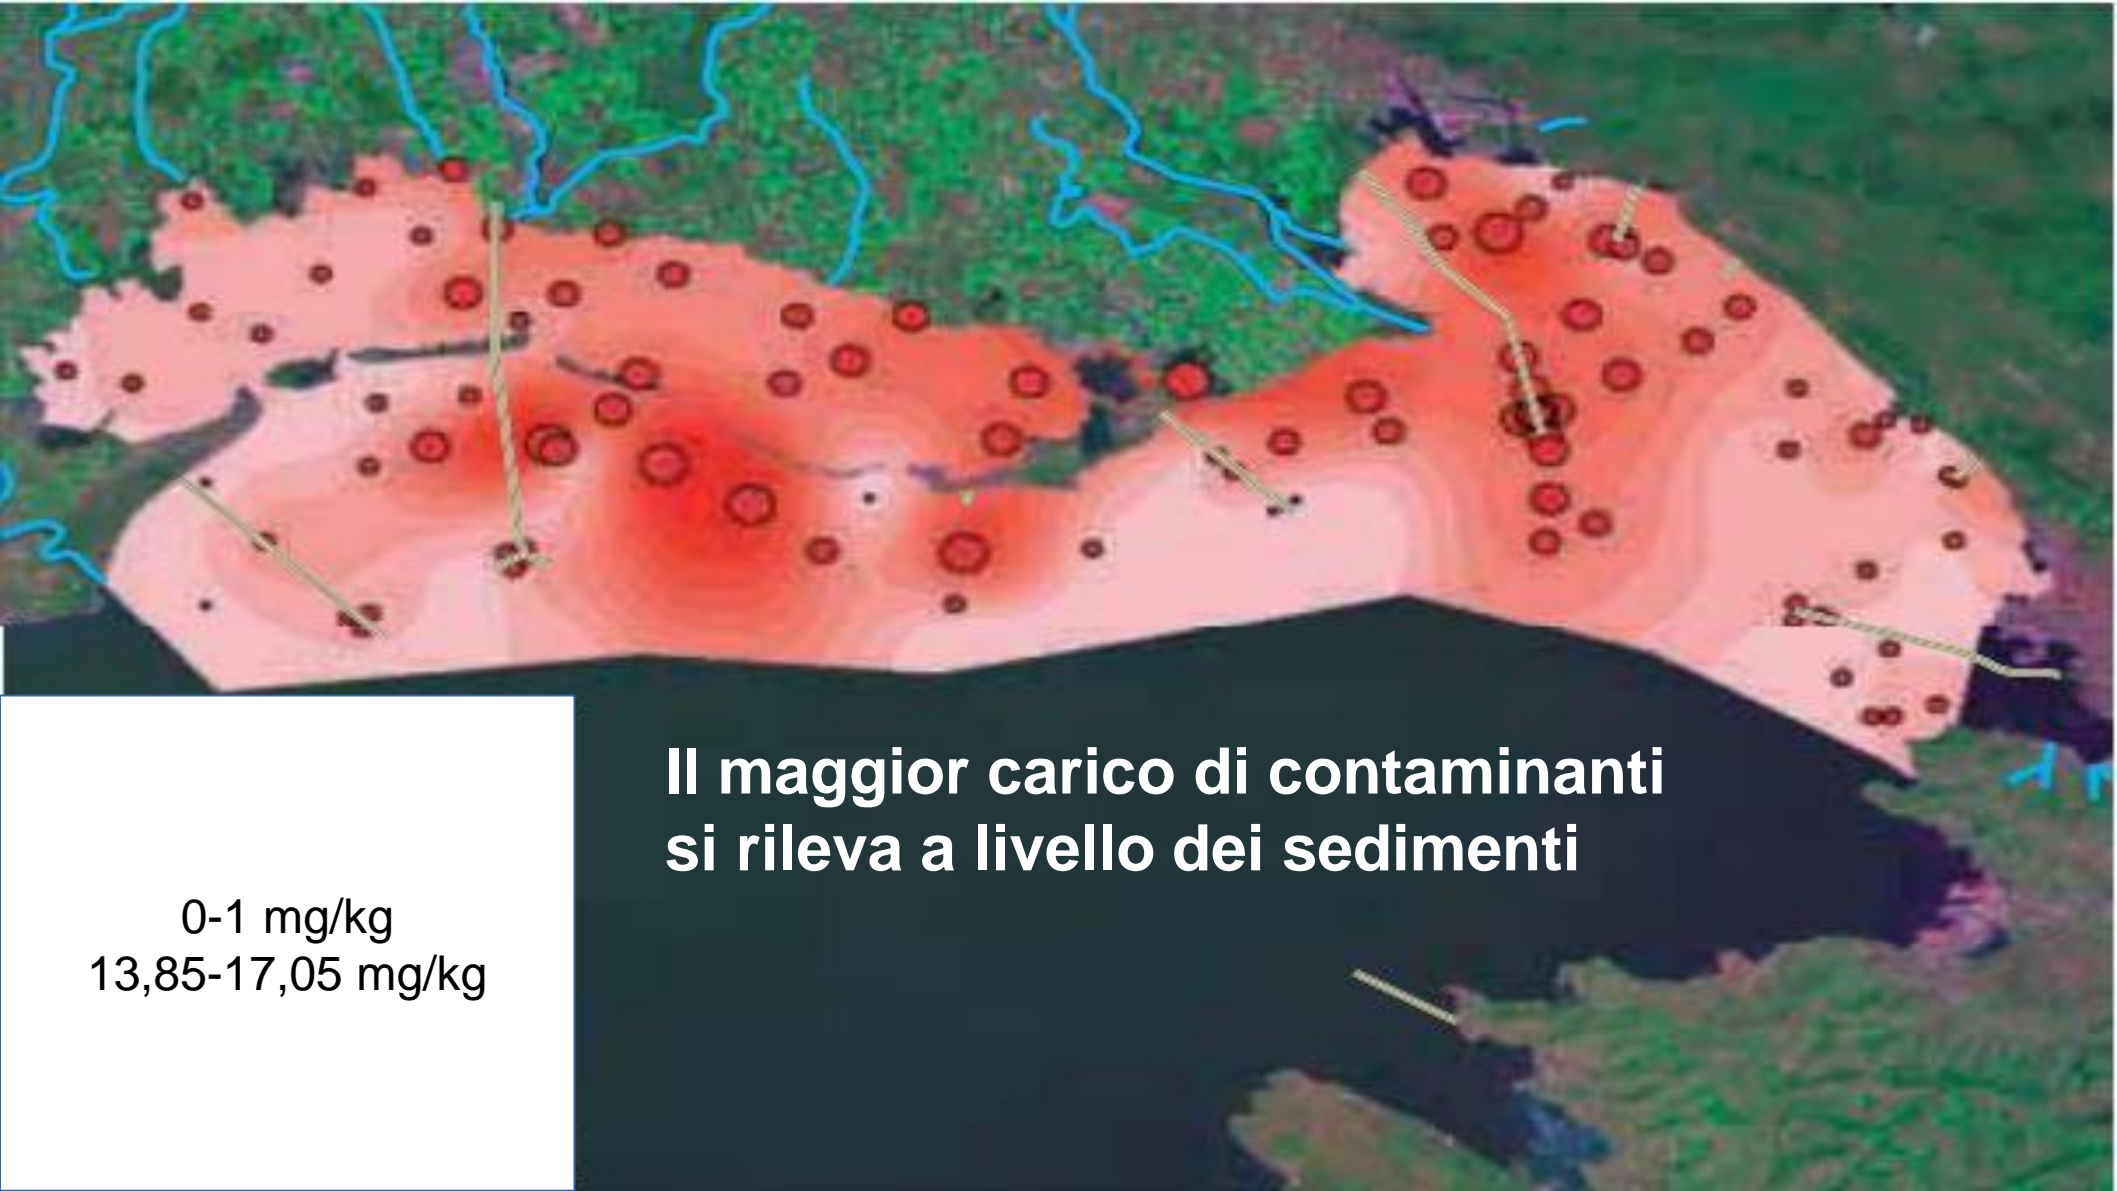 Il maggior carico di contaminanti
si rileva a livello dei sedimenti
0-1 mg/kg
13,85-17,05 mg/kg